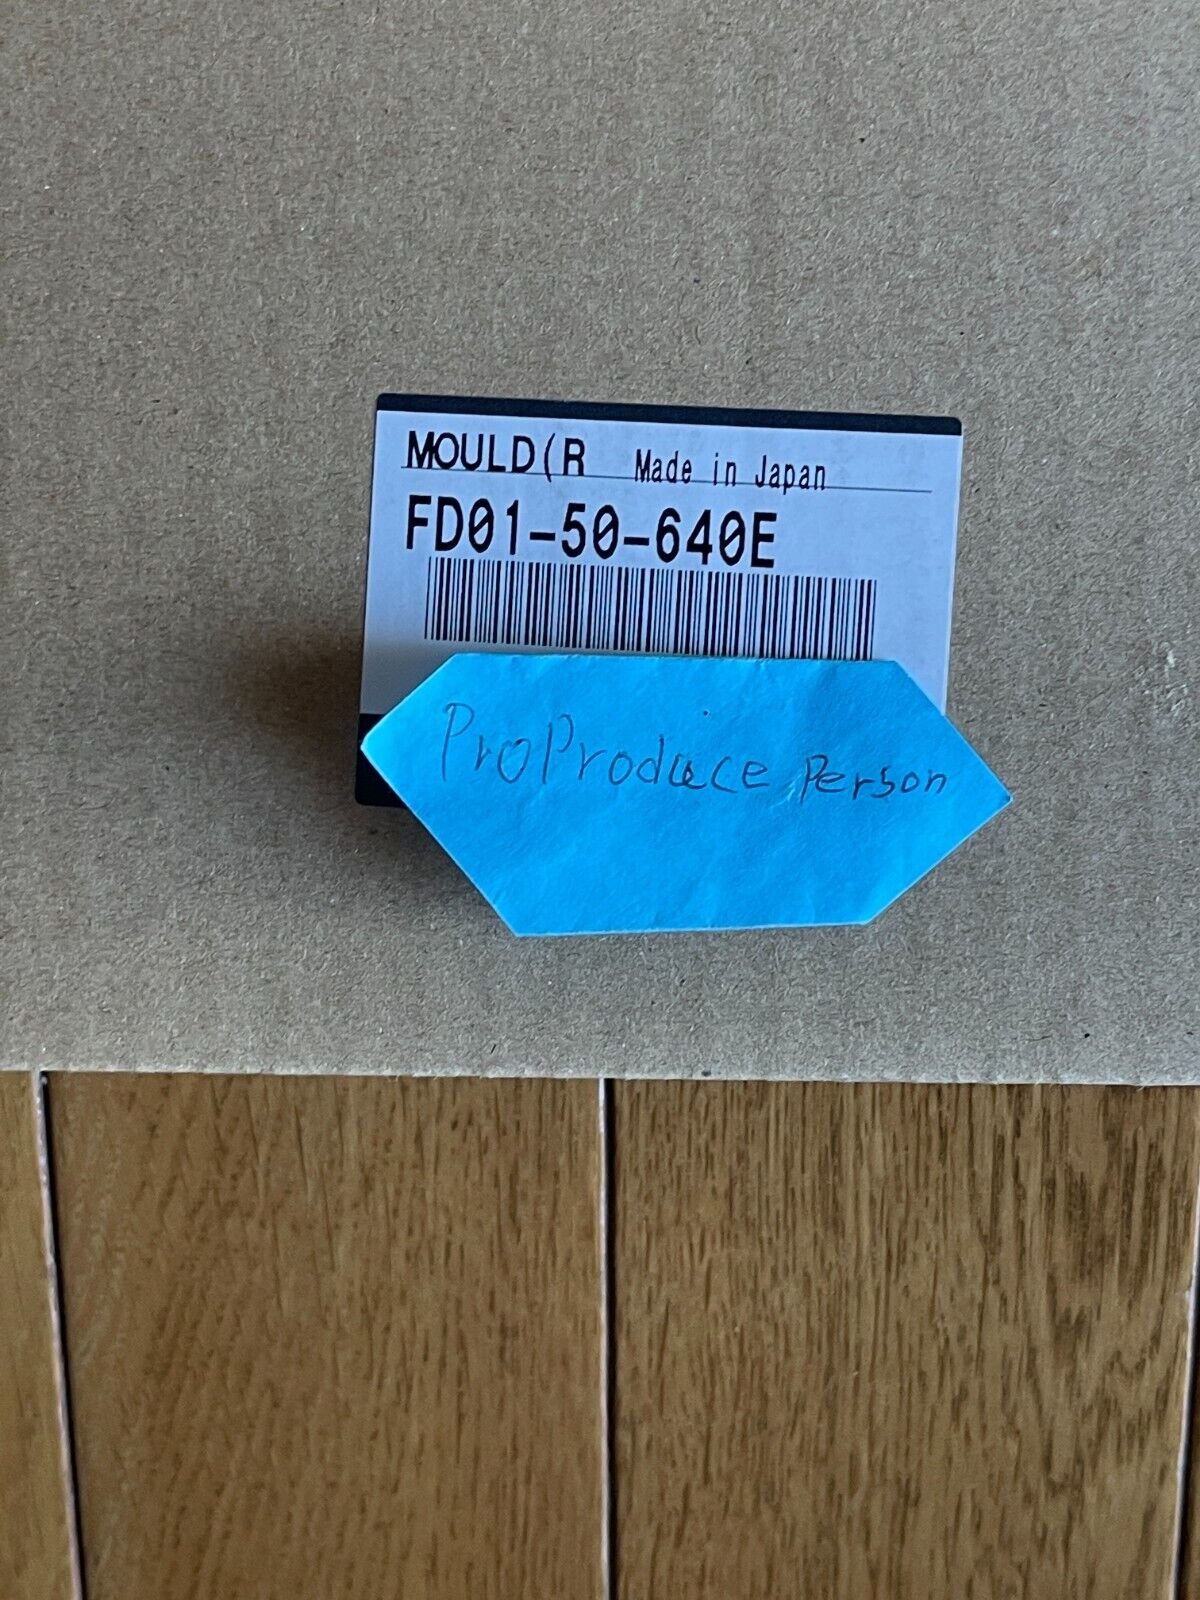 MOULD(R Made in Japan
FD01-50-640E
ProProduce Person